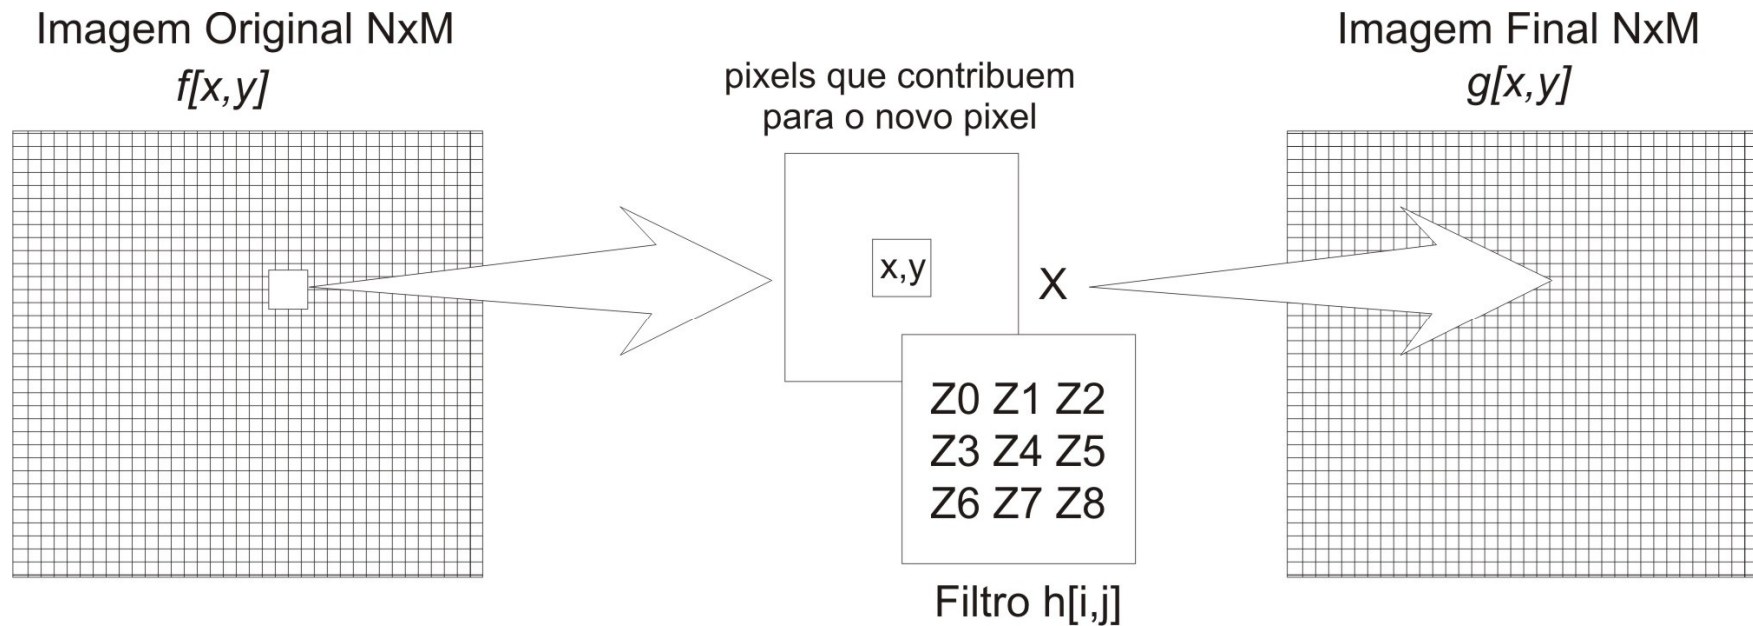 Imagem Original NxM
f[x,y]
pixels que contribuem
para o novo pixel
x,y
X
Z0 Z1 Z2
Z3 Z4 Z5
Z6 Z7 Z8
Filtro h[i,j]
Imagem Final NxM
g[x,y]